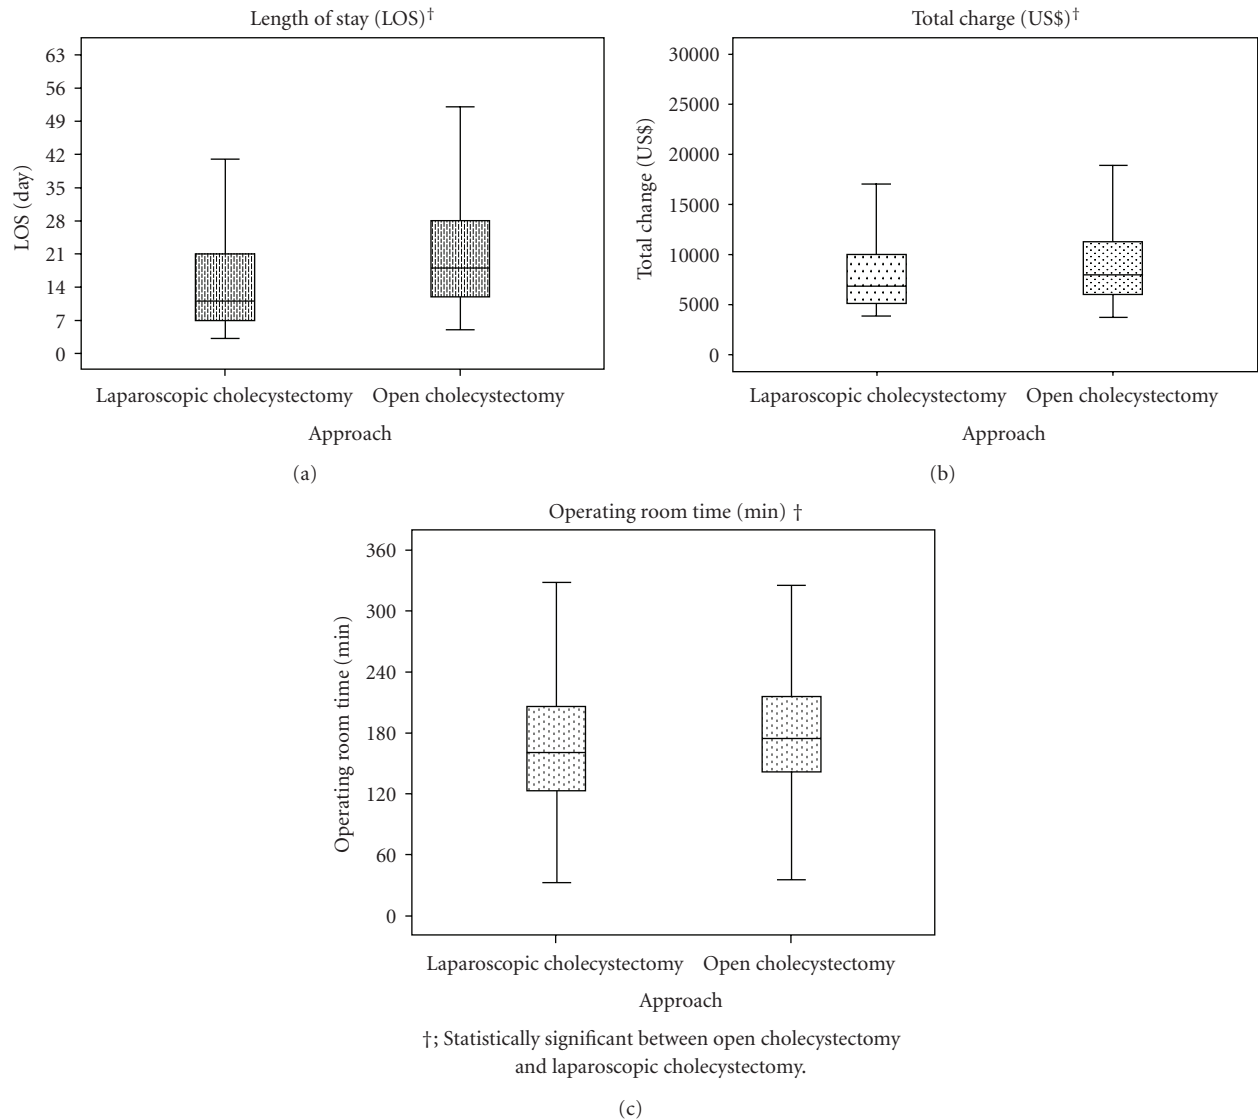 Length of stay (LOS)†
63
56
49
42
35
28
21
14
7
0
LOS (day)
Laparoscopic cholecystectomy Open cholecystectomy
Approach
(a)
Total charge (US$)†
30000
25000
20000
15000
10000
5000
0
Total change (US$)
Laparoscopic cholecystectomy Open cholecystectomy
Approach
(b)
Operating room time (min) †
360
300
240
180
120
60
0
Operating room time (min)
Laparoscopic cholecystectomy Open cholecystectomy
Approach
†; Statistically significant between open cholecystectomy
and laparoscopic cholecystectomy.
(c)